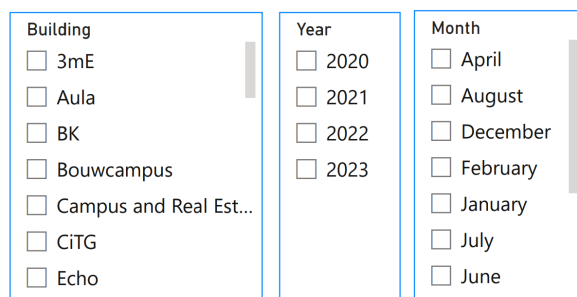 Building
3mE
Aula
BK
Bouwcampus
Campus and Real Est...
CiTG
Echo
Year
2020
2021
2022
2023
Month
April
August
December
February
January
July
June